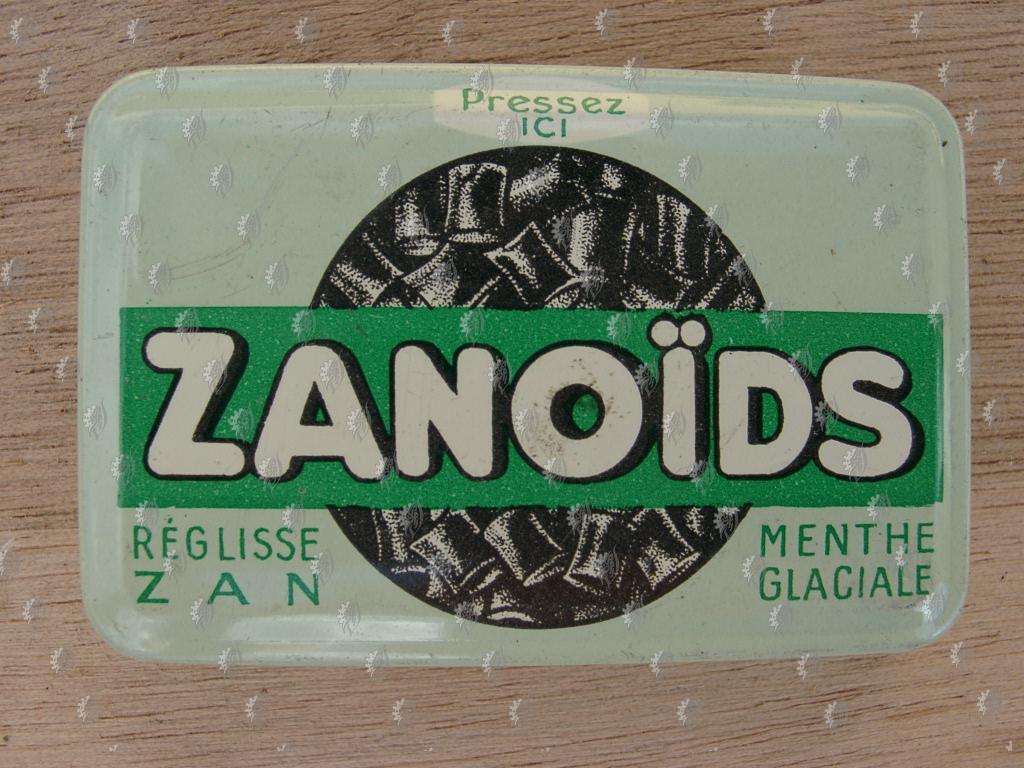 Pressez
ICI
ZANOÏDS
RÉGLISSE
ZAN
MENTHE
GLACIALE